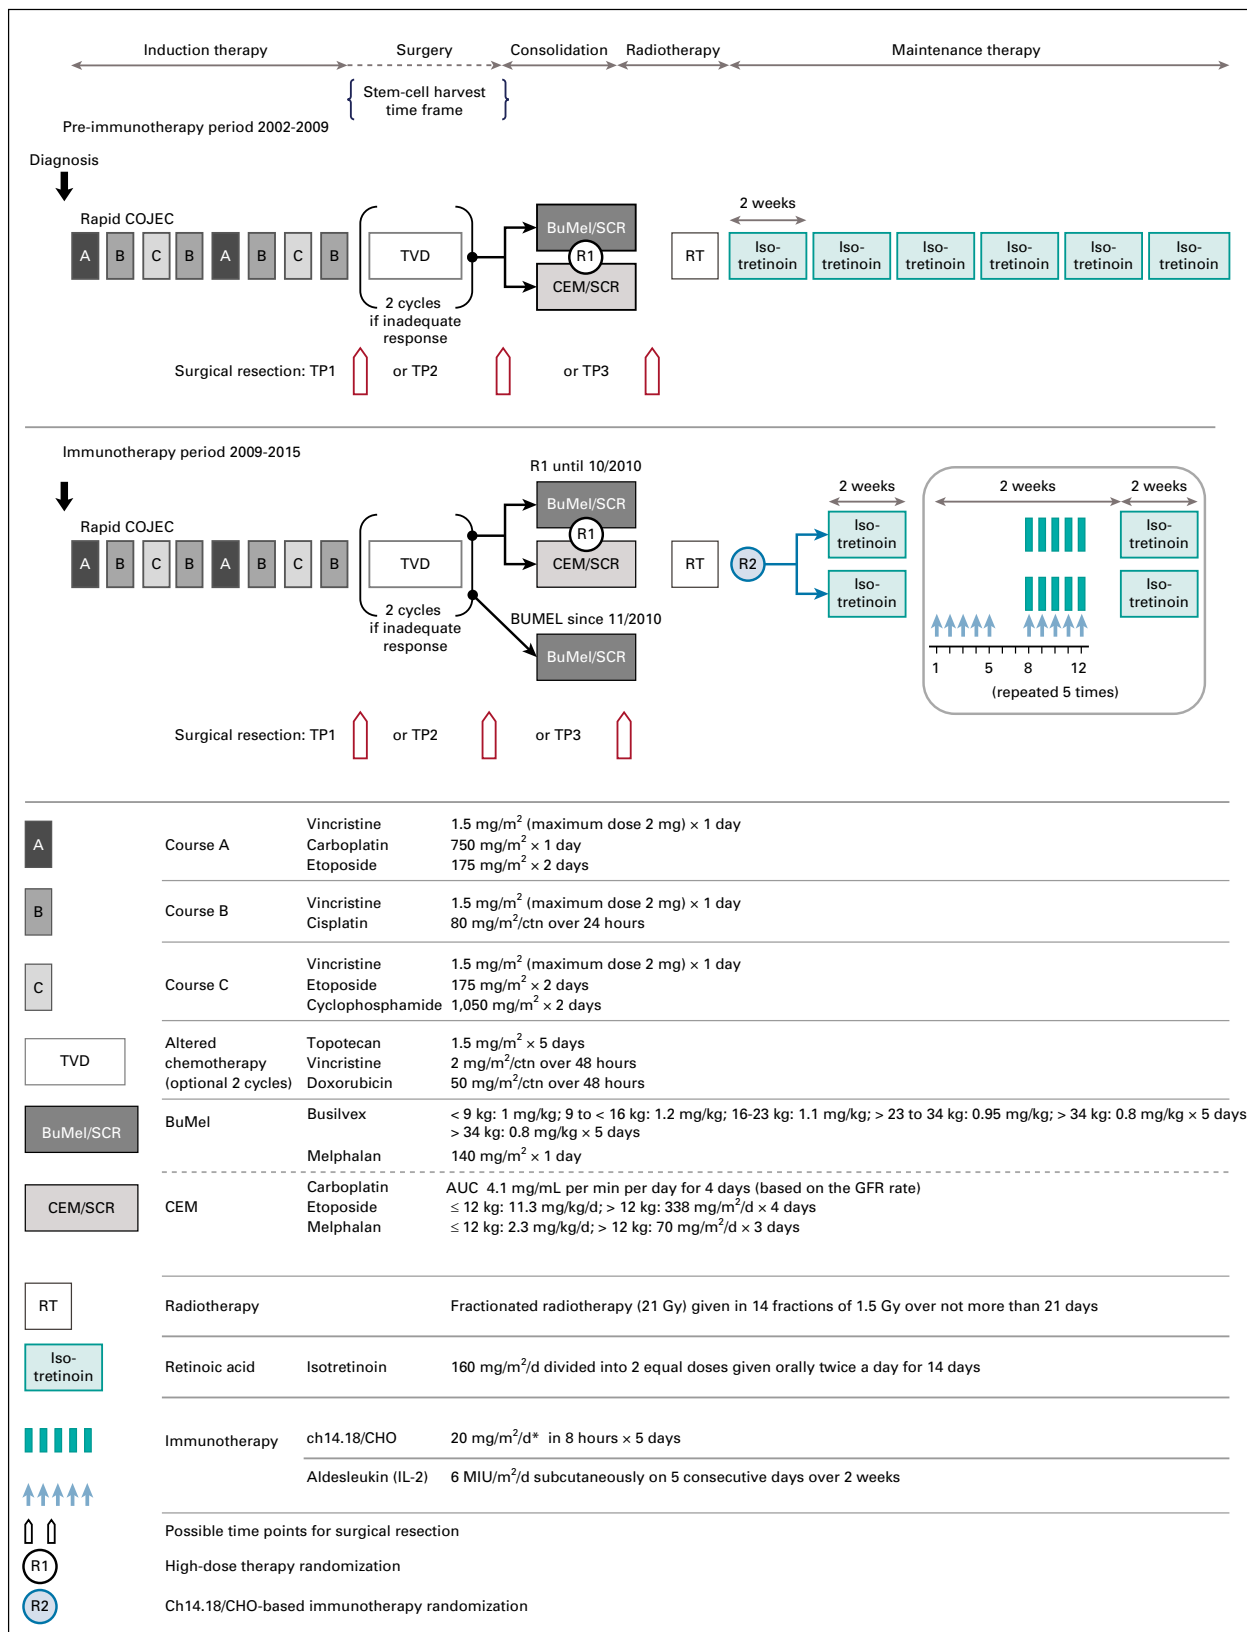 Induction therapy Surgery Consolidation Radiotherapy Maintenance therapy
Stem-cell harvest
time frame
Pre-immunotherapy period 2002-2009
Diagnosis
Rapid COJEC
A B C B A B C B
TVD
2 cycles
if inadequate
response
BuMel/SCR
R1
CEM/SCR
RT
2 weeks
Iso-
tretinoin
Iso-
tretinoin
Iso-
tretinoin
Iso-
tretinoin
Iso-
tretinoin
Iso-
tretinoin
Surgical resection: TP1 or TP2 or TP3
Immunotherapy period 2009-2015
Rapid COJEC
A B C B A B C B
TVD
2 cycles
if inadequate
response
R1 until 10/2010
BuMel/SCR
R1
CEM/SCR
BUMEL since 11/2010
BuMel/SCR
RT
R2
2 weeks
Iso-
tretinoin
Iso-
tretinoin
2 weeks
2 weeks
Iso-
tretinoin
Iso-
tretinoin
1 5 8 12
(repeated 5 times)
Surgical resection: TP1 or TP2 or TP3
A Course A Vincristine 1.5 mg/m² (maximum dose 2 mg) × 1 day
Carboplatin 750 mg/m² × 1 day
Etoposide 175 mg/m² × 2 days
B Course B Vincristine 1.5 mg/m² (maximum dose 2 mg) × 1 day
Cisplatin 80 mg/m²/ctn over 24 hours
C Course C Vincristine 1.5 mg/m² (maximum dose 2 mg) × 1 day
Etoposide 175 mg/m² × 2 days
Cyclophosphamide 1,050 mg/m² × 2 days
TVD Altered Topotecan 1.5 mg/m² × 5 days
chemotherapy Vincristine 2 mg/m²/ctn over 48 hours
(optional 2 cycles) Doxorubicin 50 mg/m²/ctn over 48 hours
BuMel/SCR BuMel Busilvex < 9 kg: 1 mg/kg; 9 to < 16 kg: 1.2 mg/kg; 16-23 kg: 1.1 mg/kg; > 23 to 34 kg: 0.95 mg/kg; > 34 kg: 0.8 mg/kg × 5 days
> 34 kg: 0.8 mg/kg × 5 days
Melphalan 140 mg/m² × 1 day
CEM/SCR CEM Carboplatin AUC 4.1 mg/mL per min per day for 4 days (based on the GFR rate)
Etoposide ≤ 12 kg: 11.3 mg/kg/d; > 12 kg: 338 mg/m²/d × 4 days
Melphalan ≤ 12 kg: 2.3 mg/kg/d; > 12 kg: 70 mg/m²/d × 3 days
RT Radiotherapy Fractionated radiotherapy (21 Gy) given in 14 fractions of 1.5 Gy over not more than 21 days
Iso-
tretinoin
Retinoic acid Isotretinoin 160 mg/m²/d divided into 2 equal doses given orally twice a day for 14 days
Immunotherapy ch14.18/CHO 20 mg/m²/d* in 8 hours × 5 days
Aldesleukin (IL-2) 6 MIU/m²/d subcutaneously on 5 consecutive days over 2 weeks
Possible time points for surgical resection
R1 High-dose therapy randomization
R2 Ch14.18/CHO-based immunotherapy randomization